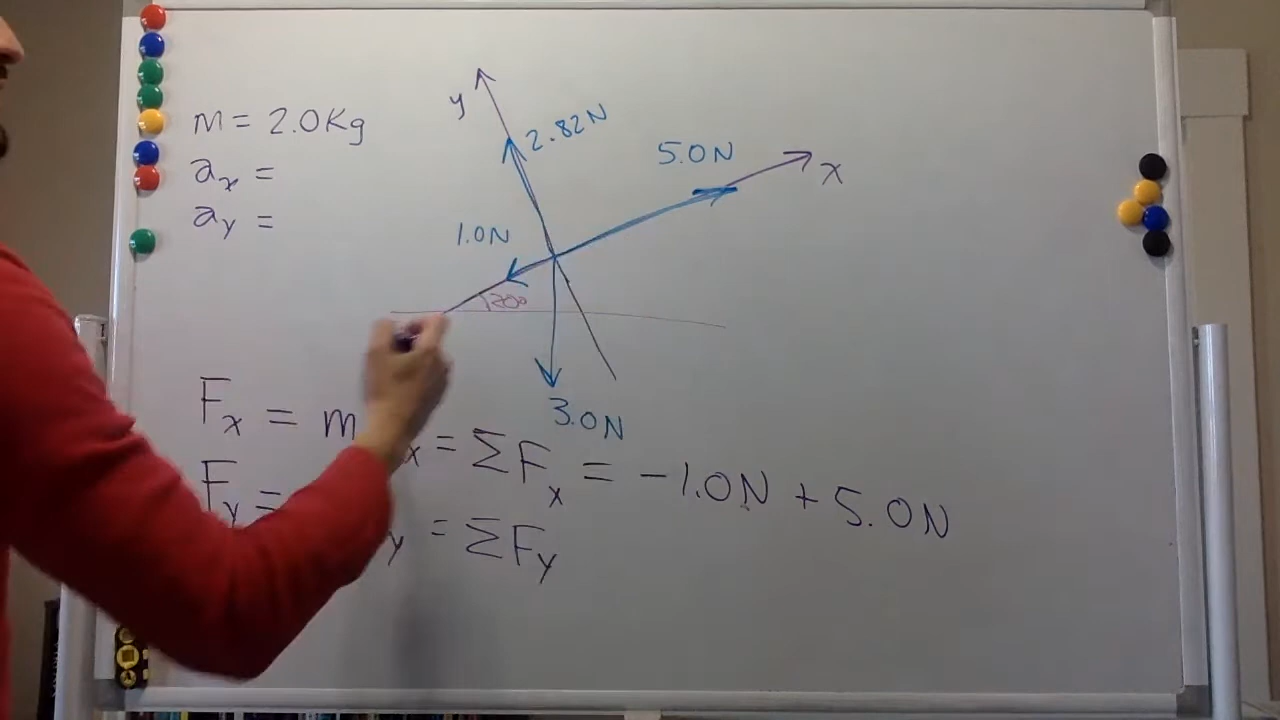 m = 2.0Kg
ax =
ay =
y
2.82N
5.0N
x
1.0N
20°
3.0N
Fx = m x = ΣFx = -1.0N + 5.0N
Fy = y = ΣFy